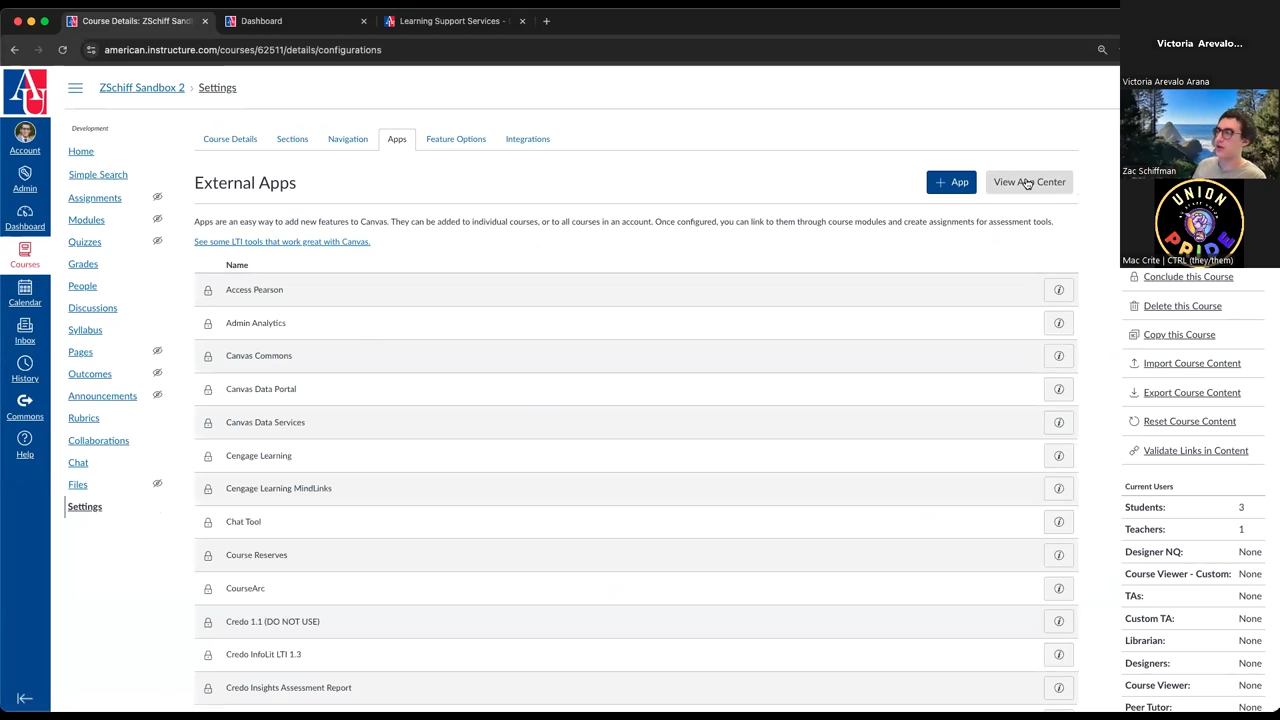 Course Details: ZSchiff Sandb
Dashboard
Learning Support Services -
american.instructure.com/courses/62511/details/configurations
Victoria Arevalo...
Victoria Arevalo Arana
Zac Schiffman
UNION
STAFF UNION
PRIDE
Mac Crite | CTRL (they/them)
AU
Account
Admin
Dashboard
Courses
Calendar
Inbox
History
Commons
Help
ZSchiff Sandbox 2 › Settings
Development
Home
Simple Search
Assignments
Modules
Quizzes
Grades
People
Discussions
Syllabus
Pages
Outcomes
Announcements
Rubrics
Collaborations
Chat
Files
Settings
Course Details
Sections
Navigation
Apps
Feature Options
Integrations
External Apps
+ App
View App Center
Apps are an easy way to add new features to Canvas. They can be added to individual courses, or to all courses in an account. Once configured, you can link to them through course modules and create assignments for assessment tools.
See some LTI tools that work great with Canvas.
Name
Access Pearson
Admin Analytics
Canvas Commons
Canvas Data Portal
Canvas Data Services
Cengage Learning
Cengage Learning MindLinks
Chat Tool
Course Reserves
CourseArc
Credo 1.1 (DO NOT USE)
Credo InfoLit LTI 1.3
Credo Insights Assessment Report
Conclude this Course
Delete this Course
Copy this Course
Import Course Content
Export Course Content
Reset Course Content
Validate Links in Content
Current Users
Students: 3
Teachers: 1
Designer NQ: None
Course Viewer - Custom: None
TAs: None
Custom TA: None
Librarian: None
Designers: None
Course Viewer: None
Peer Tutor: None